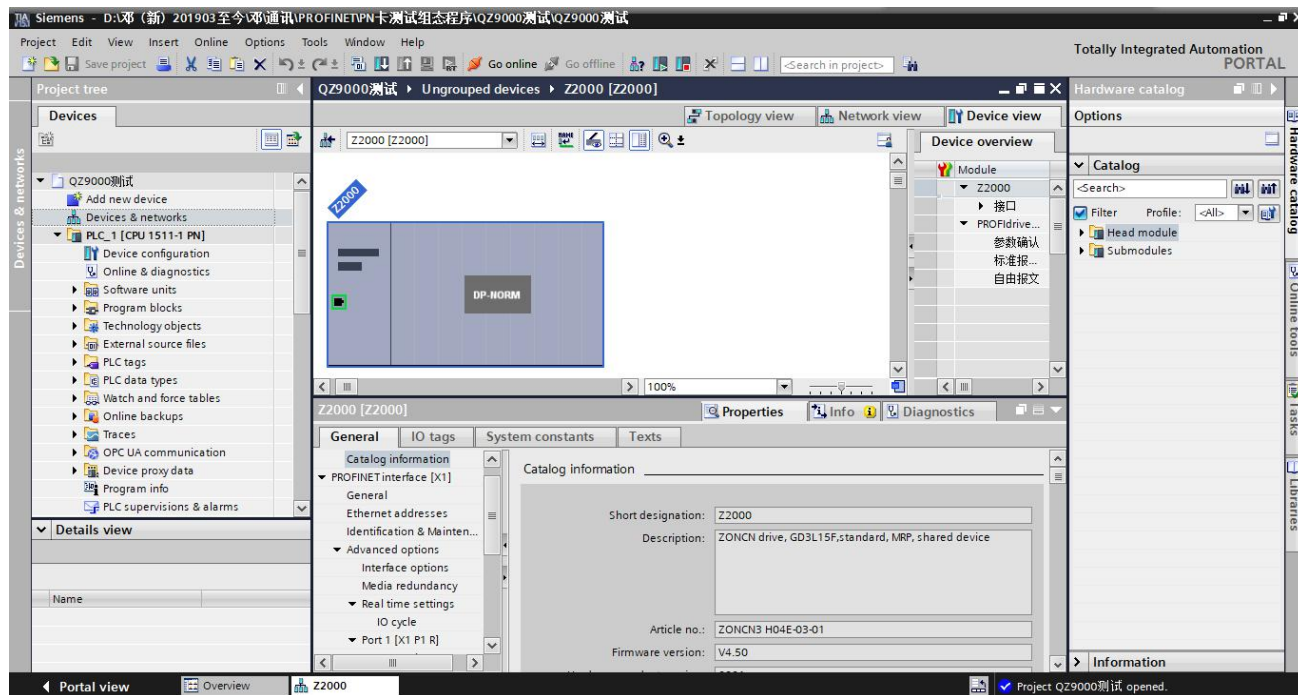 Siemens - D:\邓（新）201903至今\邓\通讯\PROFINET\PN卡测试组态程序\QZ9000测试\QZ9000测试
Project Edit View Insert Online Options Tools Window Help
Totally Integrated Automation
PORTAL
Save project Go online Go offline <Search in project>
Project tree
QZ9000测试 Ungrouped devices Z2000 [Z2000]
Hardware catalog
Devices
Topology view Network view Device view
Options
Z2000 [Z2000]
Device overview
Devices & networks
QZ9000测试
Add new device
Devices & networks
PLC_1 [CPU 1511-1 PN]
Device configuration
Online & diagnostics
Software units
Program blocks
Technology objects
External source files
PLC tags
PLC data types
Watch and force tables
Online backups
Traces
OPC UA communication
Device proxy data
Program info
PLC supervisions & alarms
Details view
Name
Z2000
DP-NORM
100%
Module
Z2000
接口
PROFIdrive...
参数确认
标准报...
自由报文
Catalog
<Search>
Filter Profile: <All>
Head module
Submodules
Information
Hardware catalog
Online tools
Tasks
Libraries
Z2000 [Z2000]
Properties Info Diagnostics
General IO tags System constants Texts
Catalog information
PROFINET interface [X1]
General
Ethernet addresses
Identification & Mainten...
Advanced options
Interface options
Media redundancy
Real time settings
IO cycle
Port 1 [X1 P1 R]
Catalog information
Short designation: Z2000
Description: ZONCN drive, GD3L15F,standard, MRP, shared device
Article no.: ZONCN3 H04E-03-01
Firmware version: V4.50
Portal view Overview Z2000
Project QZ9000测试 opened.